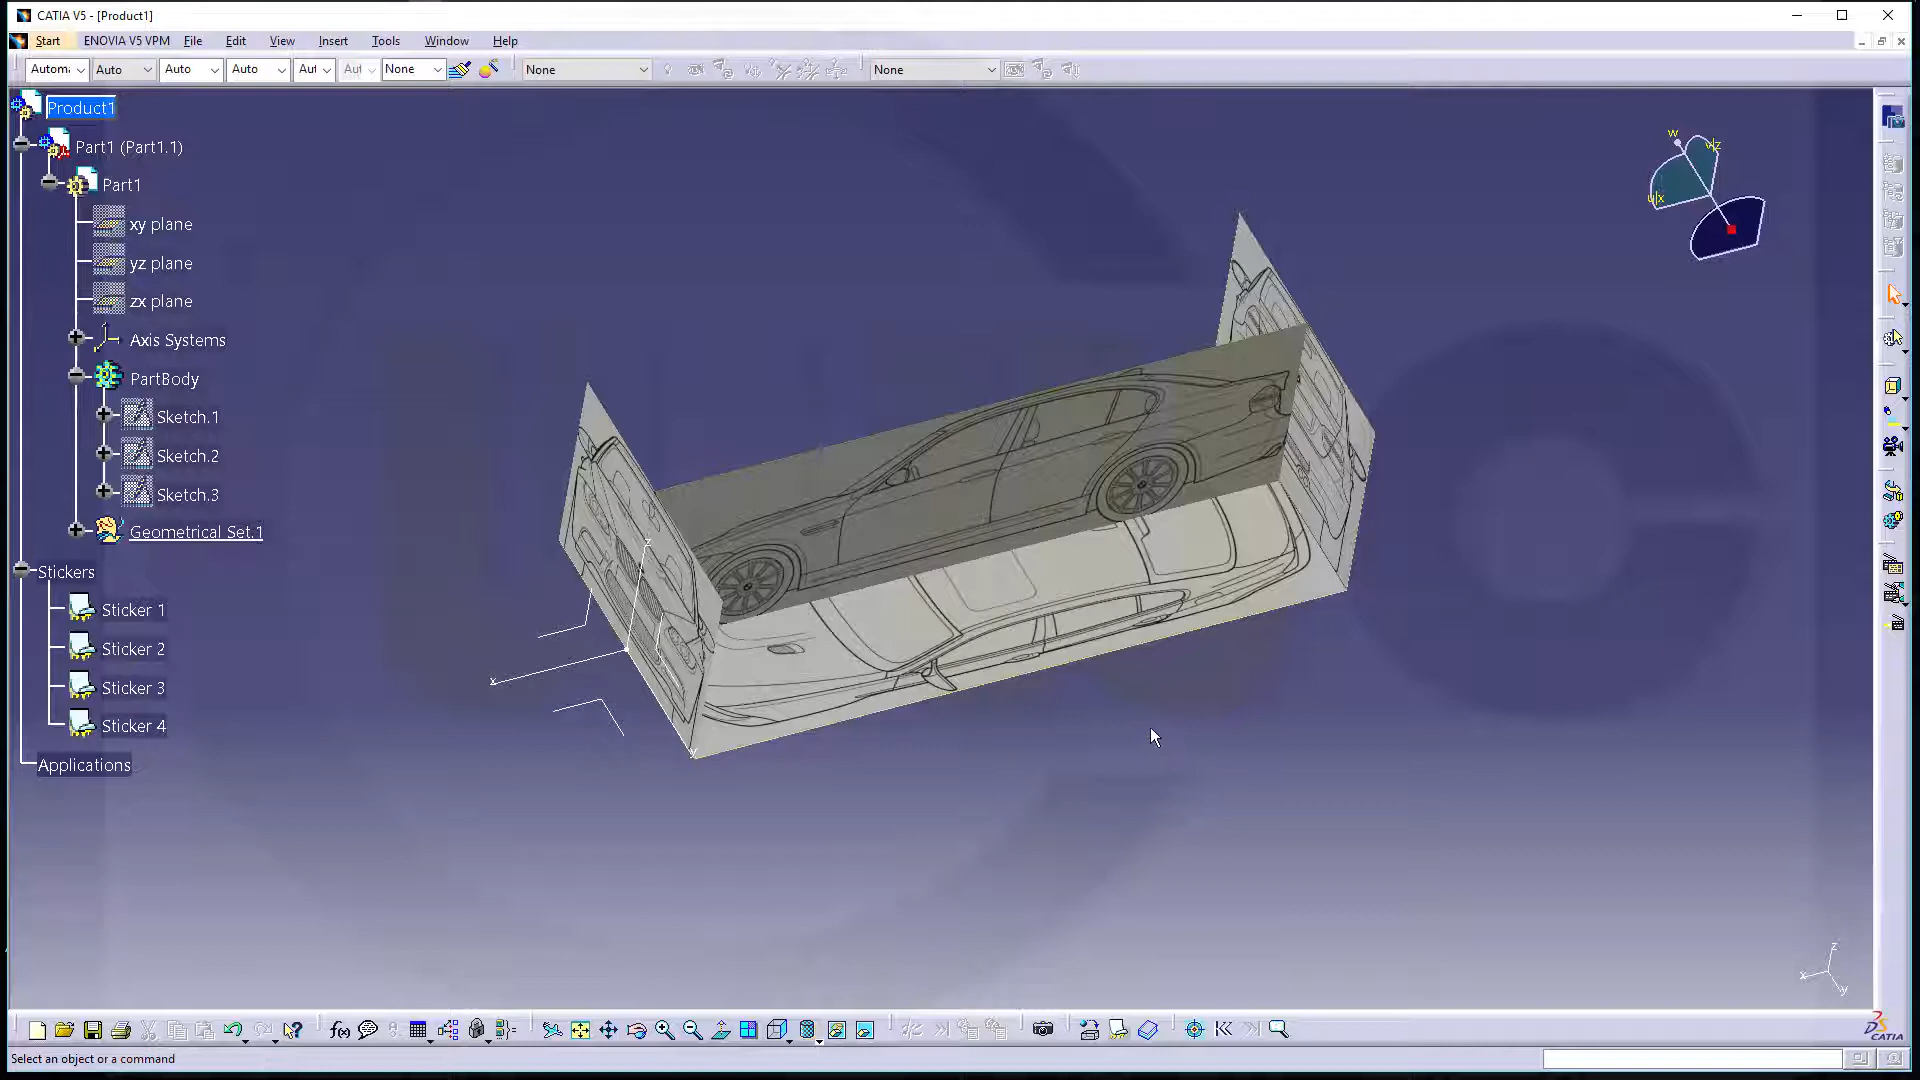 CATIA V5 - [Product1]
Start ENOVIA V5 VPM File Edit View Insert Tools Window Help
Auto Auto Auto None None None
Product1
Part1 (Part1.1)
Part1
xy plane
yz plane
zx plane
Axis Systems
PartBody
Sketch.1
Sketch.2
Sketch.3
Geometrical Set.1
Stickers
Sticker 1
Sticker 2
Sticker 3
Sticker 4
Applications
w
v|z
u|x
z
x
y
z
x
y
f(x)
CATIA
Select an object or a command